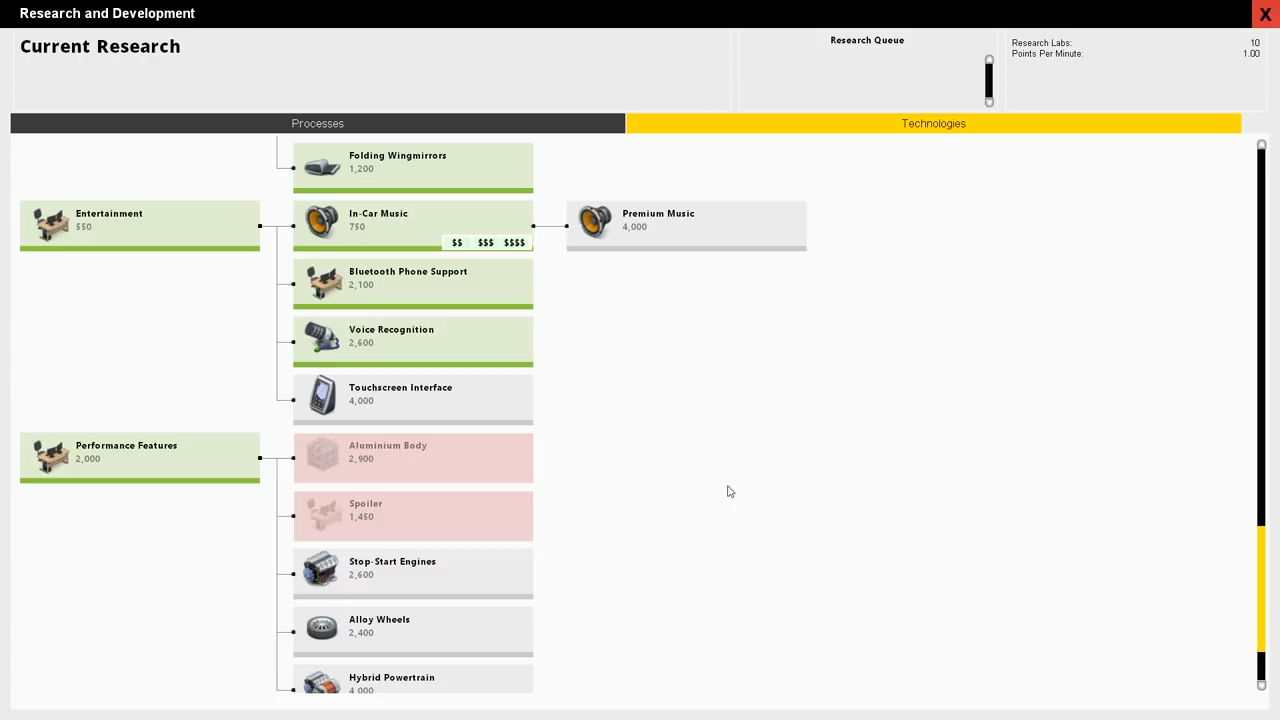 Research and Development
X
Current Research
Research Queue
Research Labs: 10
Points Per Minute: 1.00
Processes
Technologies
Folding Wingmirrors
1,200
Entertainment
550
In-Car Music
750
$$ $$$ $$$$
Premium Music
4,000
Bluetooth Phone Support
2,100
Voice Recognition
2,600
Touchscreen Interface
4,000
Performance Features
2,000
Aluminium Body
2,900
Spoiler
1,450
Stop-Start Engines
2,600
Alloy Wheels
2,400
Hybrid Powertrain
4,000